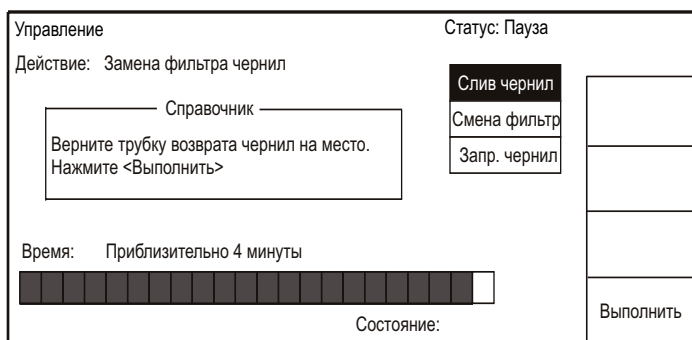 Управление
Статус: Пауза
Действие: Замена фильтра чернил
Слив чернил
Справочник
Смена фильтр
Верните трубку возврата чернил на место.
Нажмите <Выполнить>
Запр. чернил
Время: Приблизительно 4 минуты
Выполнить
Состояние: